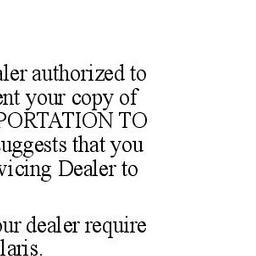 ler authorized to
ent your copy of
PORTATION TO
uggests that you
vicing Dealer to
our dealer require
laris.